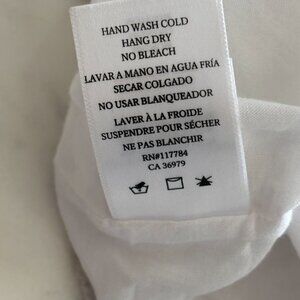 HAND WASH COLD
HANG DRY
NO BLEACH
LAVAR A MANO EN AGUA FRÍA
SECAR COLGADO
NO USAR BLANQUEADOR
LAVER À LA FROIDE
SUSPENDRE POUR SÉCHER
NE PAS BLANCHIR
RN#117784
CA 36979